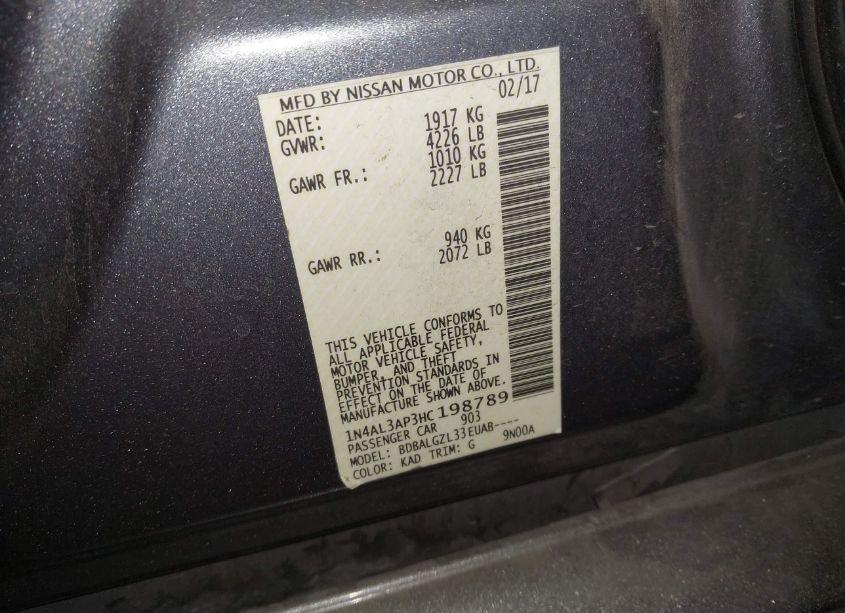 MFD BY NISSAN MOTOR CO., LTD.
DATE: 02/17
GVWR: 1917 KG
4226 LB
GAWR FR.: 1010 KG
2227 LB
GAWR RR.: 940 KG
2072 LB
THIS VEHICLE CONFORMS TO
ALL APPLICABLE FEDERAL
MOTOR VEHICLE SAFETY,
BUMPER, AND THEFT
PREVENTION STANDARDS IN
EFFECT ON THE DATE OF
MANUFACTURE SHOWN ABOVE.
1N4AL3AP3HC198789
PASSENGER CAR 903
MODEL: BDBALGZL33EUAB---- 9N00A
COLOR: KAD TRIM: G